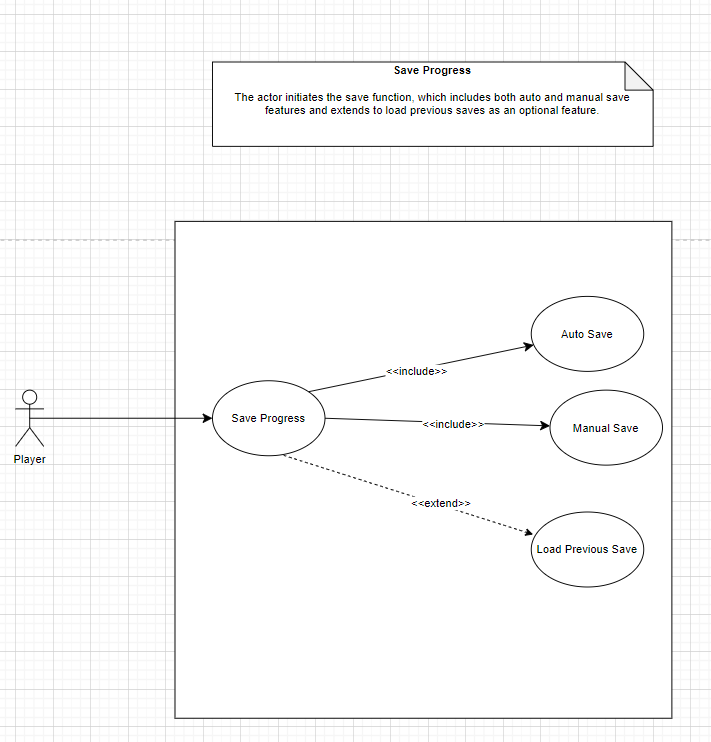 Save Progress
The actor initiates the save function, which includes both auto and manual save
features and extends to load previous saves as an optional feature.
Auto Save
<<include>>
Save Progress
<<include>>
Manual Save
Player
<<extend>>
Load Previous Save